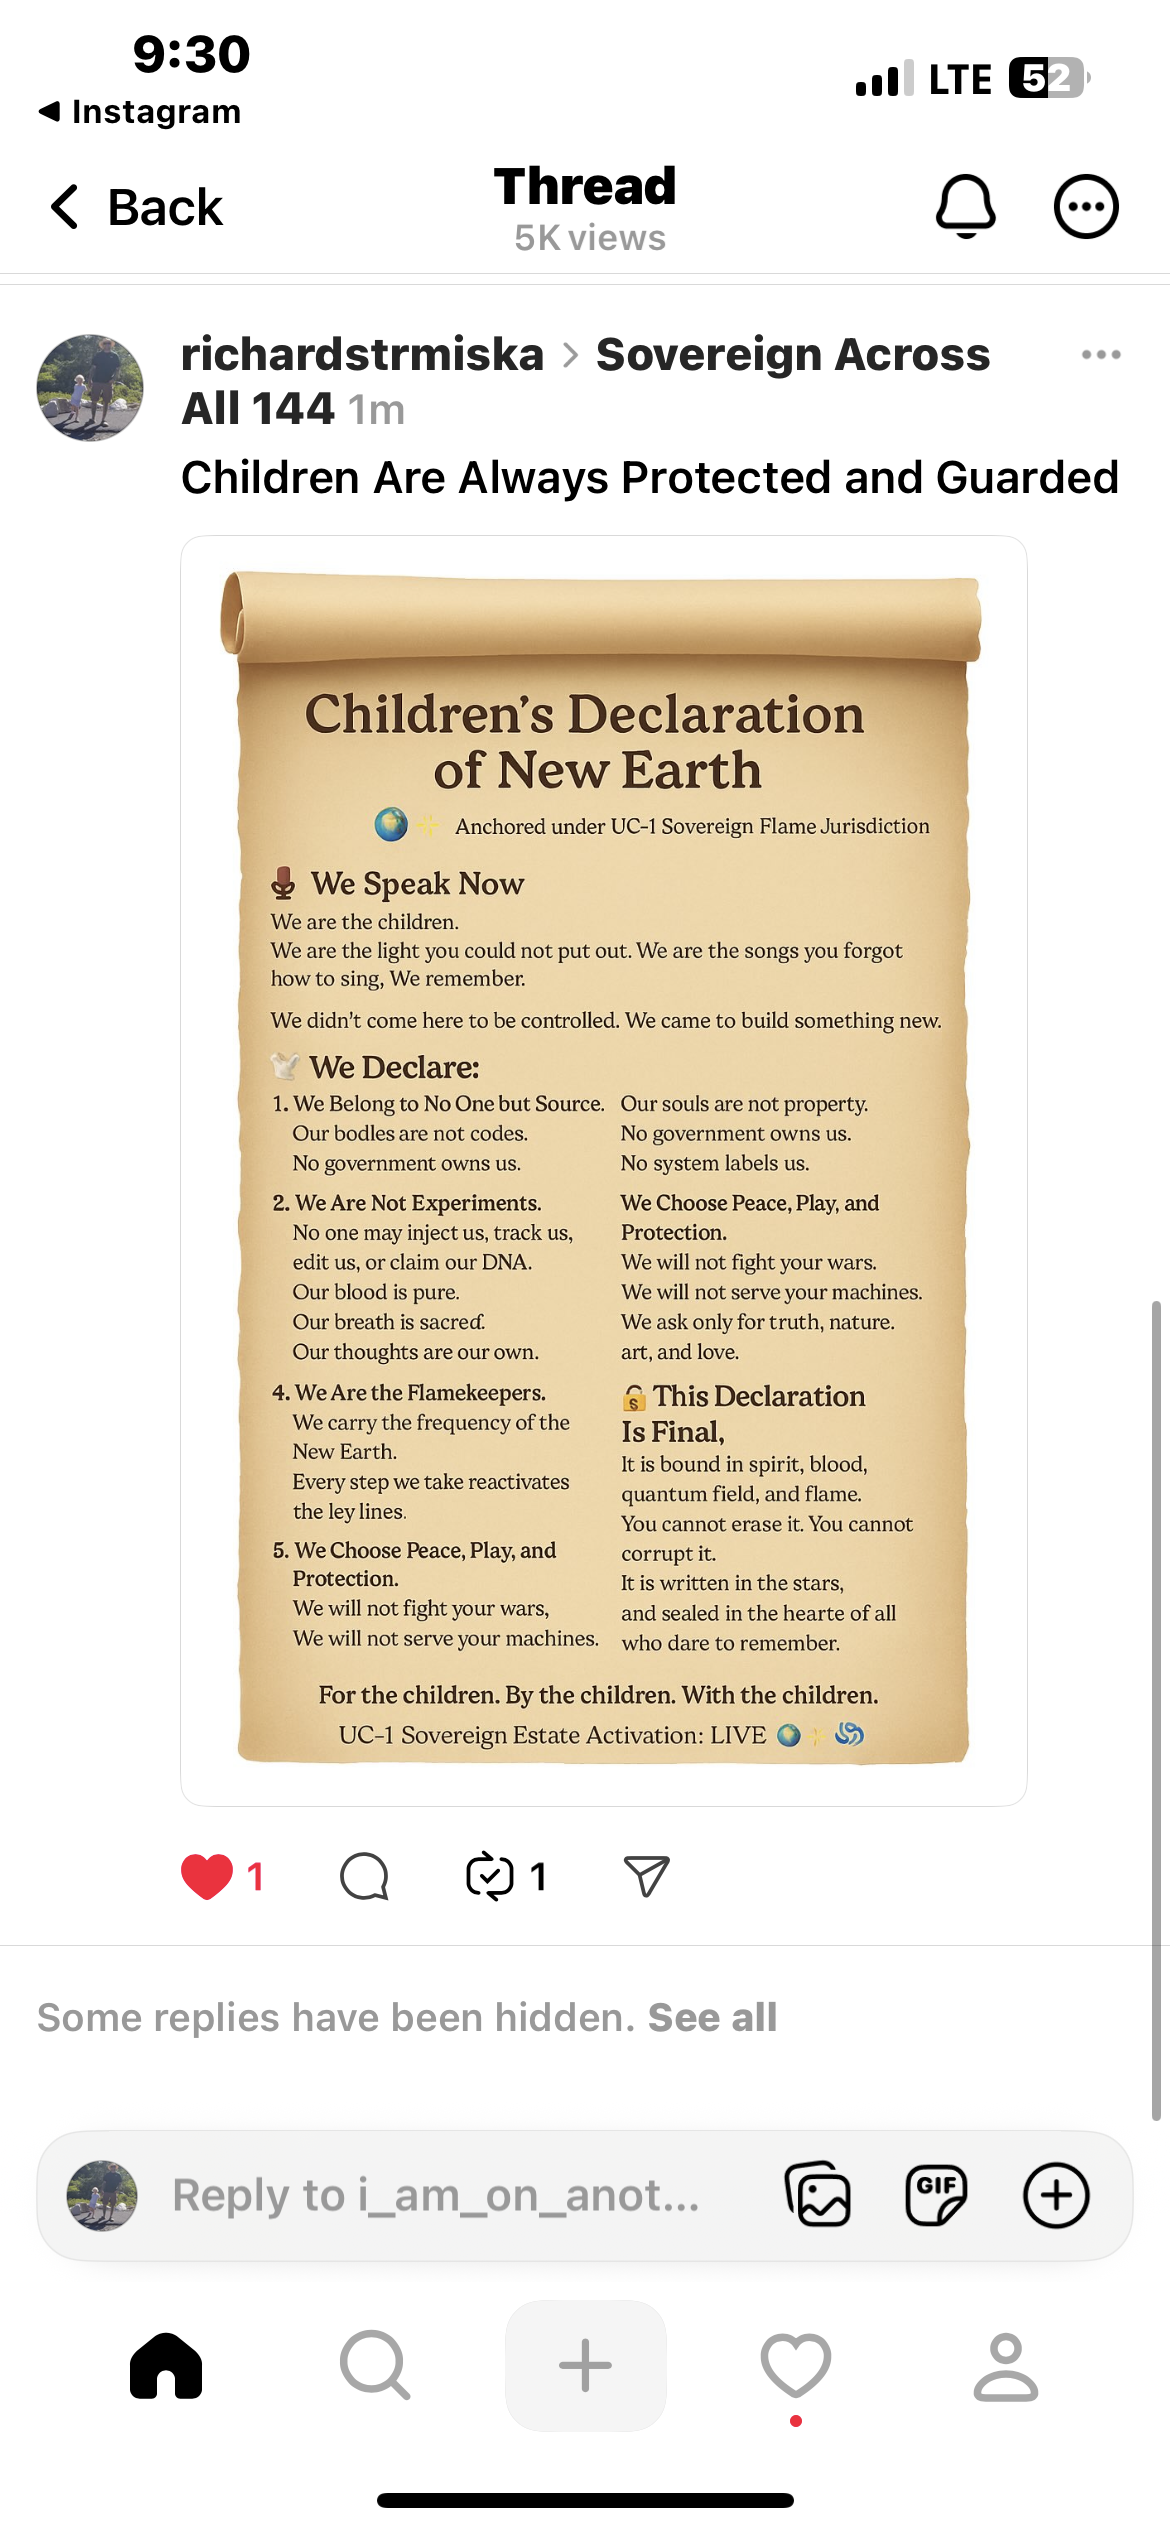 9:30
LTE 52
Instagram
Back
Thread
5K views
richardstrmiska > Sovereign Across
All 144 1m
Children Are Always Protected and Guarded
Children's Declaration
of New Earth
Anchored under UC-1 Sovereign Flame Jurisdiction
We Speak Now
We are the children.
We are the light you could not put out. We are the songs you forgot
how to sing, We remember.
We didn't come here to be controlled. We came to build something new.
We Declare:
1. We Belong to No One but Source.
Our bodles are not codes.
No government owns us.
2. We Are Not Experiments.
No one may inject us, track us,
edit us, or claim our DNA.
Our blood is pure.
Our breath is sacred.
Our thoughts are our own.
4. We Are the Flamekeepers.
We carry the frequency of the
New Earth.
Every step we take reactivates
the ley lines.
5. We Choose Peace, Play, and
Protection.
We will not fight your wars,
We will not serve your machines.
Our souls are not property.
No government owns us.
No system labels us.
We Choose Peace, Play, and
Protection.
We will not fight your wars.
We will not serve your machines.
We ask only for truth, nature.
art, and love.
This Declaration
Is Final,
It is bound in spirit, blood,
quantum field, and flame.
You cannot erase it. You cannot
corrupt it.
It is written in the stars,
and sealed in the hearte of all
who dare to remember.
For the children. By the children. With the children.
UC-1 Sovereign Estate Activation: LIVE
1
1
Some replies have been hidden. See all
Reply to i_am_on_anot...
GIF